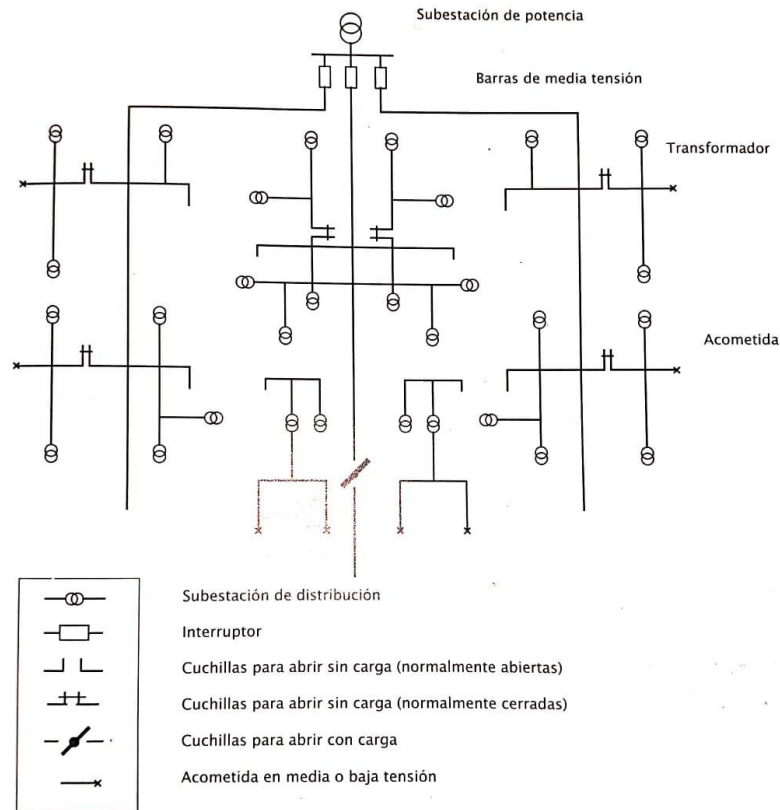 Subestación de potencia
Barras de media tensión
Transformador
Acometida
Subestación de distribución
Interruptor
Cuchillas para abrir sin carga (normalmente abiertas)
Cuchillas para abrir sin carga (normalmente cerradas)
Cuchillas para abrir con carga
Acometida en media o baja tensión